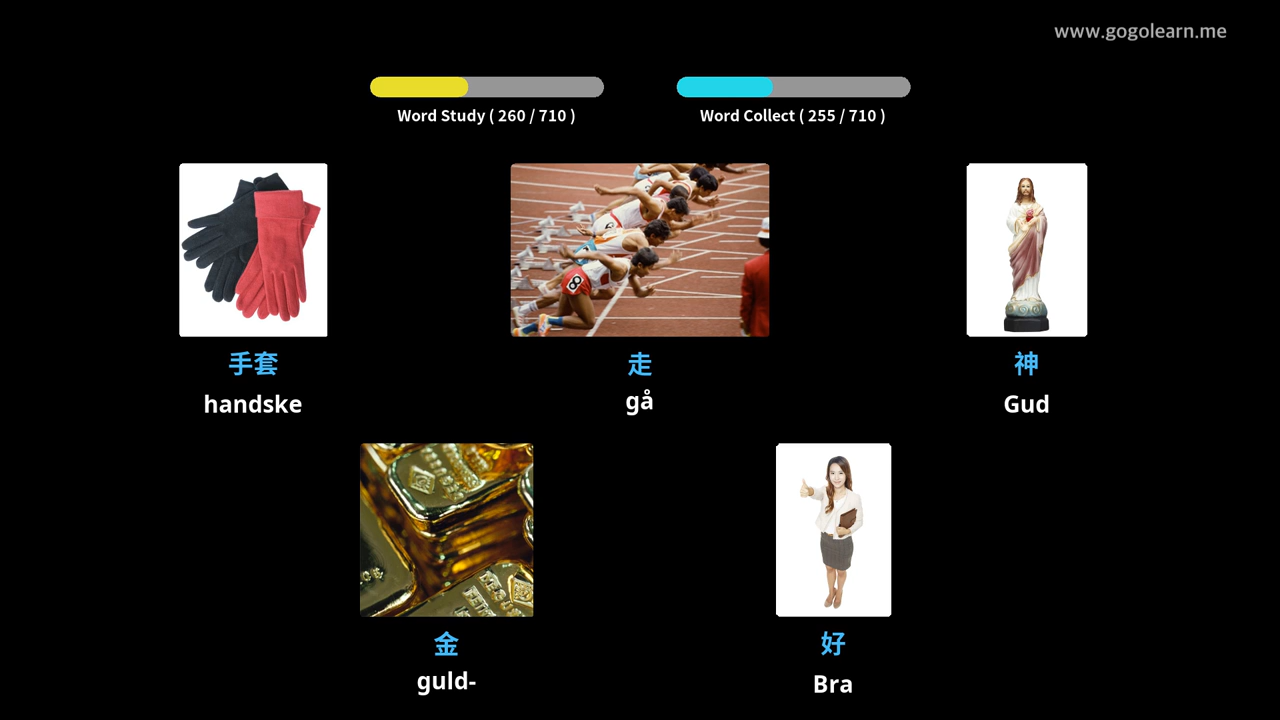 www.gogolearn.me
Word Study ( 260 / 710 )
Word Collect ( 255 / 710 )
手套
handske
走
gå
神
Gud
金
guld-
好
Bra